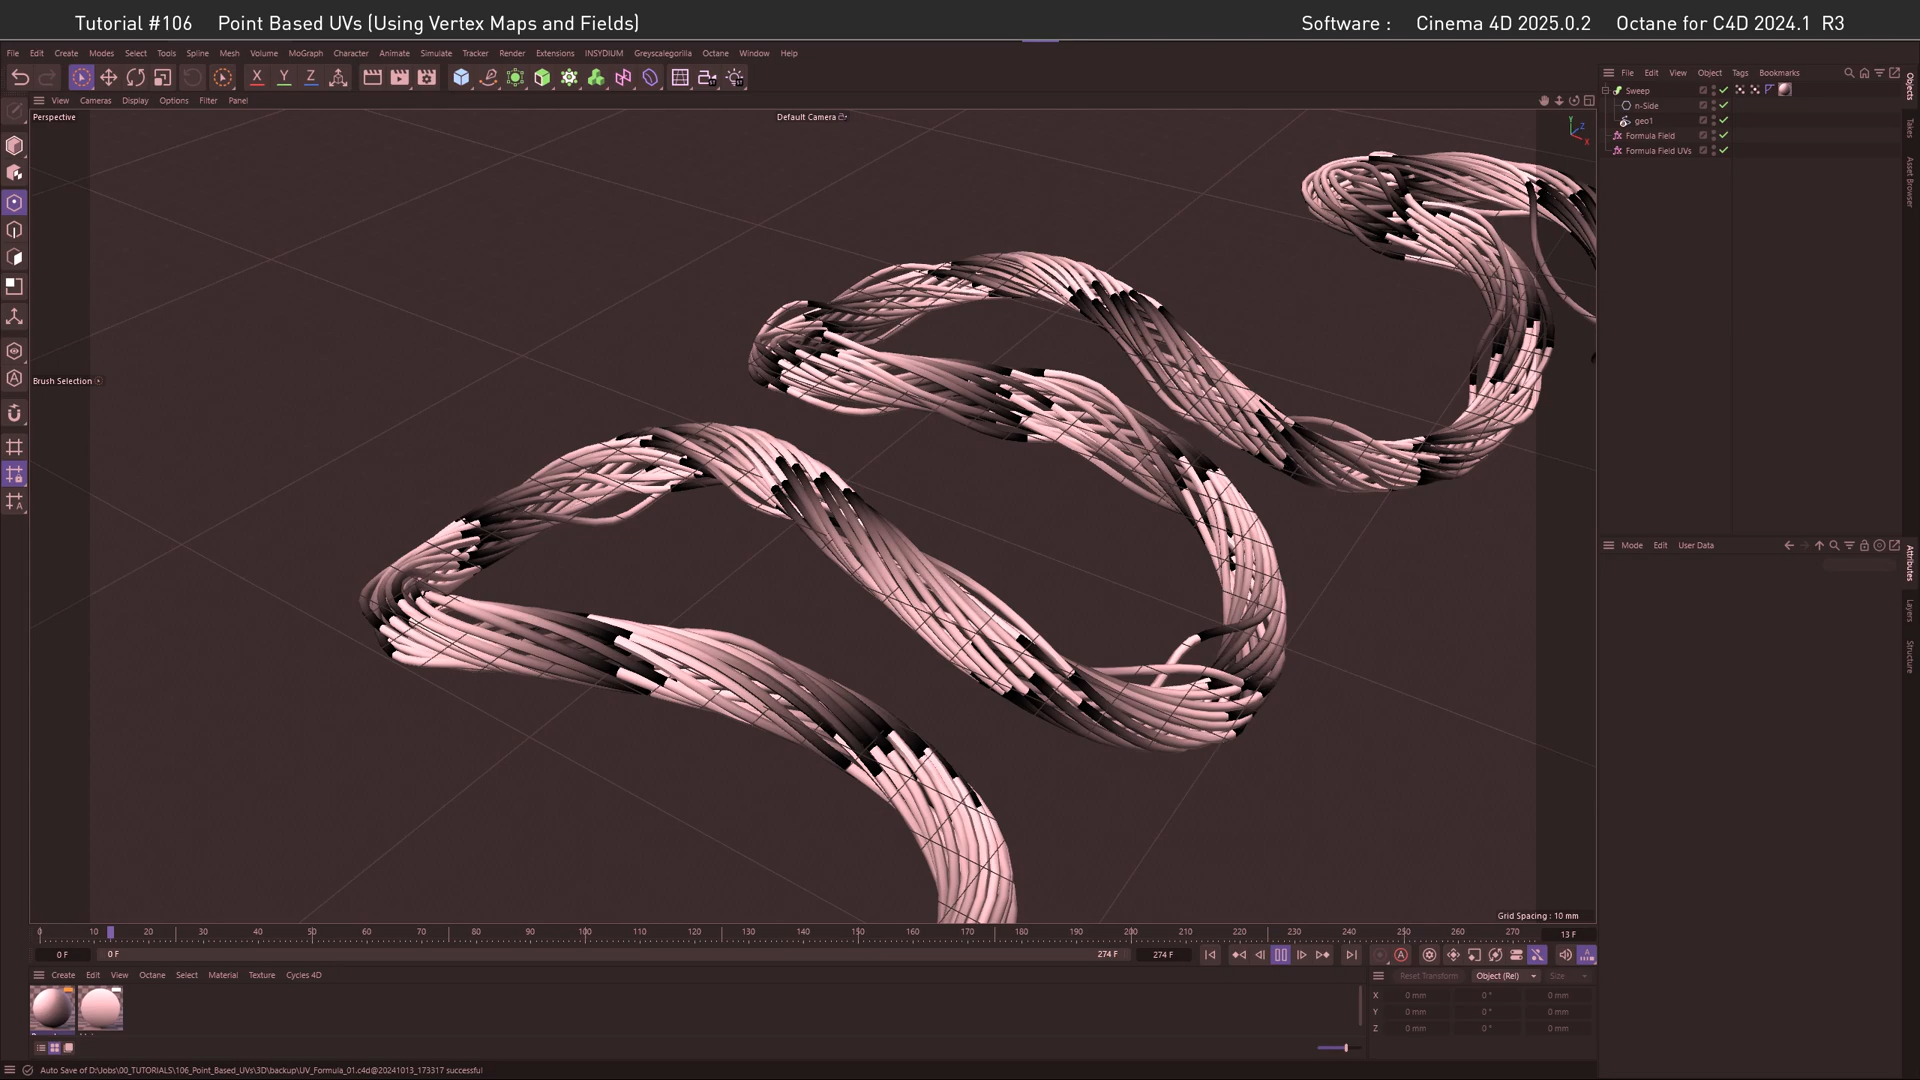 Tutorial #106 Point Based UVs (Using Vertex Maps and Fields) Software : Cinema 4D 2025.0.2 Octane for C4D 2024.1 R3
File Edit Create Modes Select Tools Spline Mesh Volume MoGraph Character Animate Simulate Tracker Render Extensions INSYDIUM Greyscalegorilla Octane Window Help
X Y Z
File Edit View Object Tags Bookmarks
Objects
Takes
Asset Browser
Sweep
n-Side
geo1
Formula Field
Formula Field UVs
View Cameras Display Options Filter Panel
Perspective
Default Camera
Y Z X
Brush Selection
Mode Edit User Data
Attributes
Layers
Structure
Grid Spacing : 10 mm
0 10 20 30 40 50 60 70 80 90 100 110 120 130 140 150 160 170 180 190 200 210 220 230 240 250 260 270 13 F
0 F 0 F 274 F 274 F
Create Edit View Octane Select Material Texture Cycles 4D
Reset Transform Object (Rel) Size
X 0 mm 0 ° 0 mm
Y 0 mm 0 ° 0 mm
Z 0 mm 0 ° 0 mm
Auto Save of D:\Jobs\00_TUTORIALS\106_Point_Based_UVs\3D\backup\UV_Formula_01.c4d@20241013_173317 successful